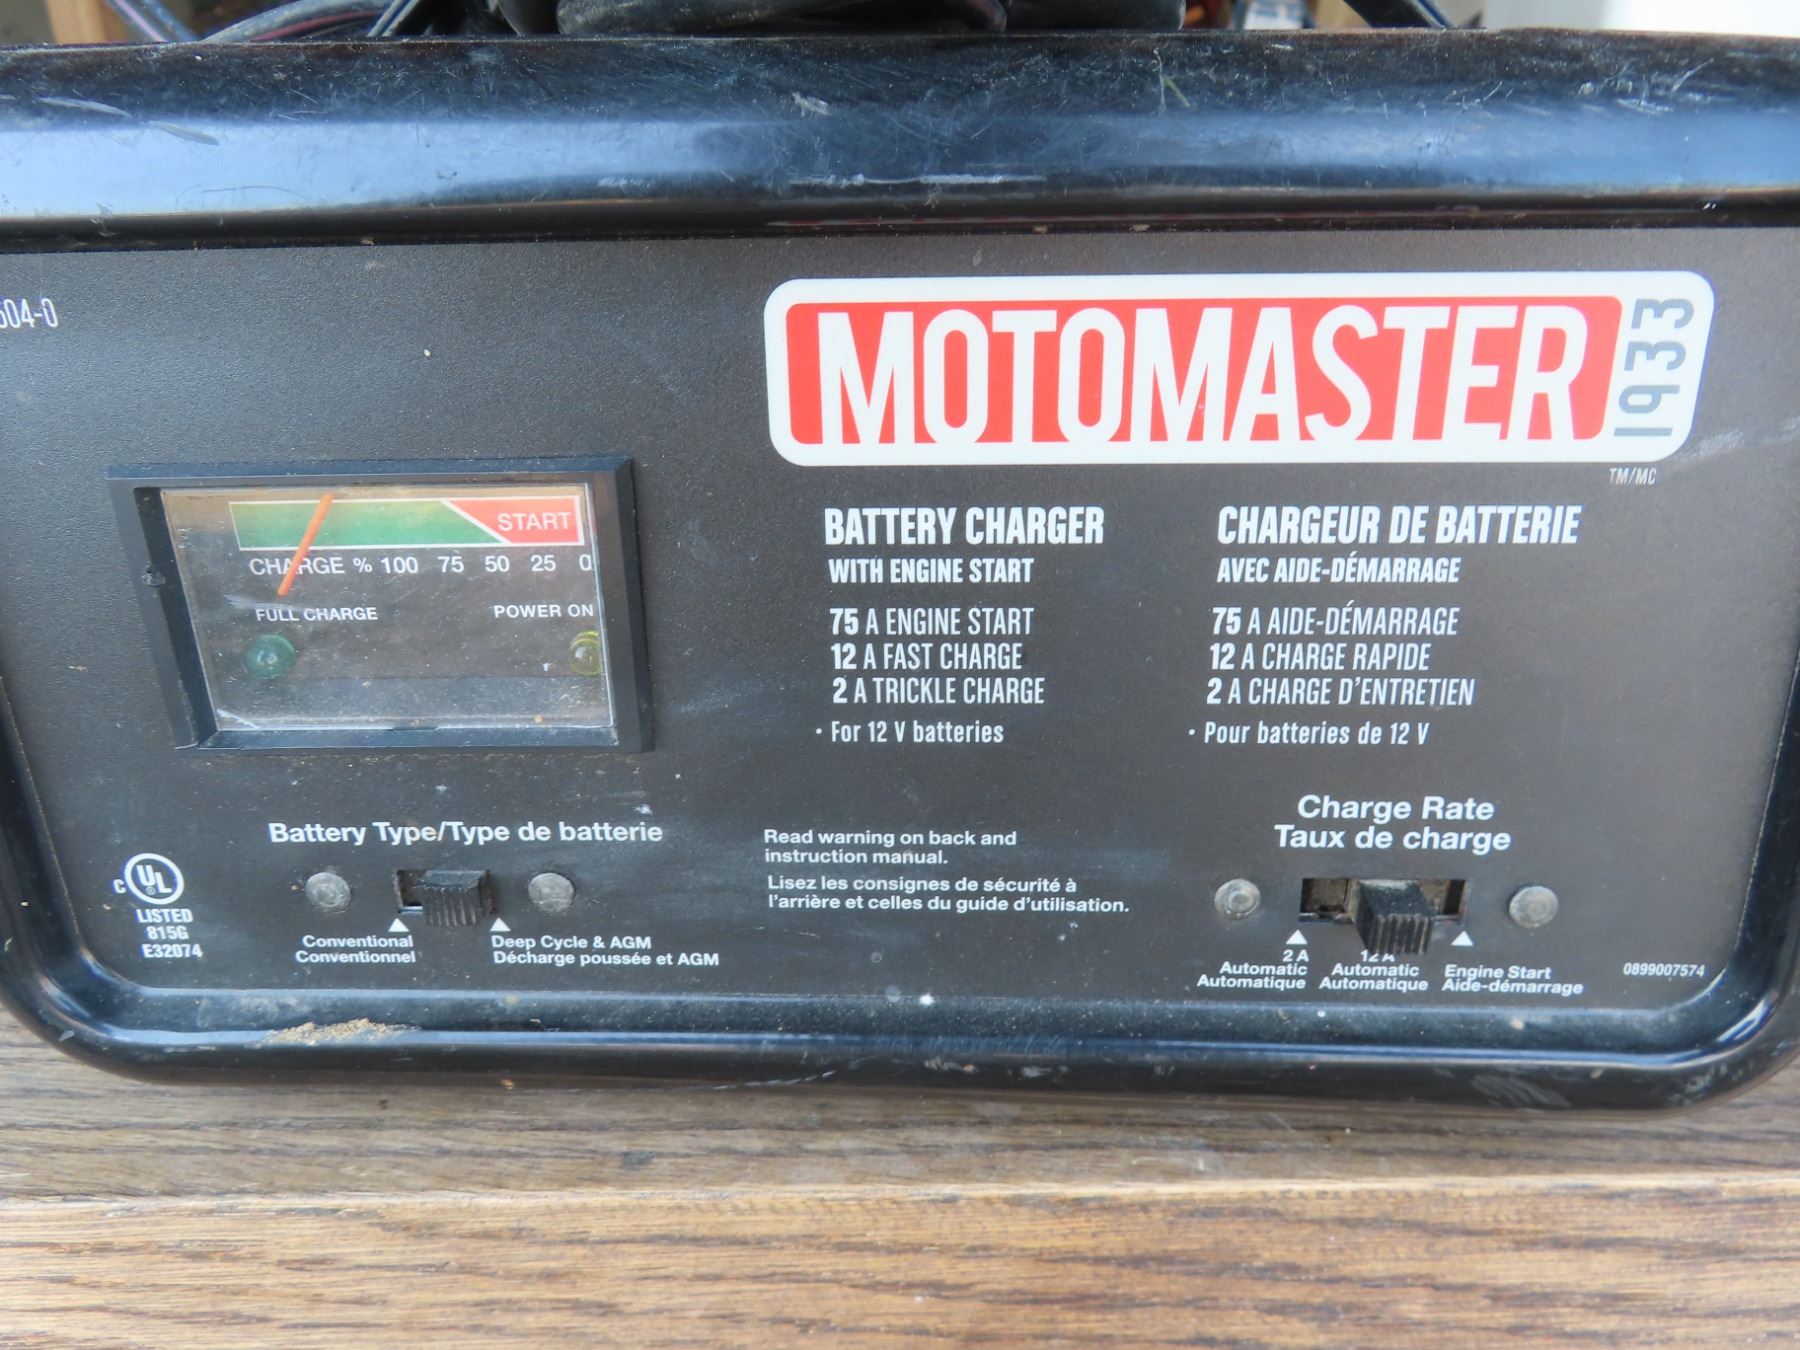 604-0
MOTOMASTER 1933
TM/MC
START
CHARGE % 100 75 50 25 0
FULL CHARGE POWER ON
BATTERY CHARGER
WITH ENGINE START
75 A ENGINE START
12 A FAST CHARGE
2 A TRICKLE CHARGE
• For 12 V batteries
CHARGEUR DE BATTERIE
AVEC AIDE-DÉMARRAGE
75 A AIDE-DÉMARRAGE
12 A CHARGE RAPIDE
2 A CHARGE D'ENTRETIEN
• Pour batteries de 12 V
Battery Type/Type de batterie
Conventional
Conventionnel
Deep Cycle & AGM
Décharge poussée et AGM
C UL
LISTED
815G
E32074
Read warning on back and
instruction manual.
Lisez les consignes de sécurité à
l'arrière et celles du guide d'utilisation.
Charge Rate
Taux de charge
2 A
Automatic
Automatique
12 A
Automatic
Automatique
Engine Start
Aide-démarrage
0899007574